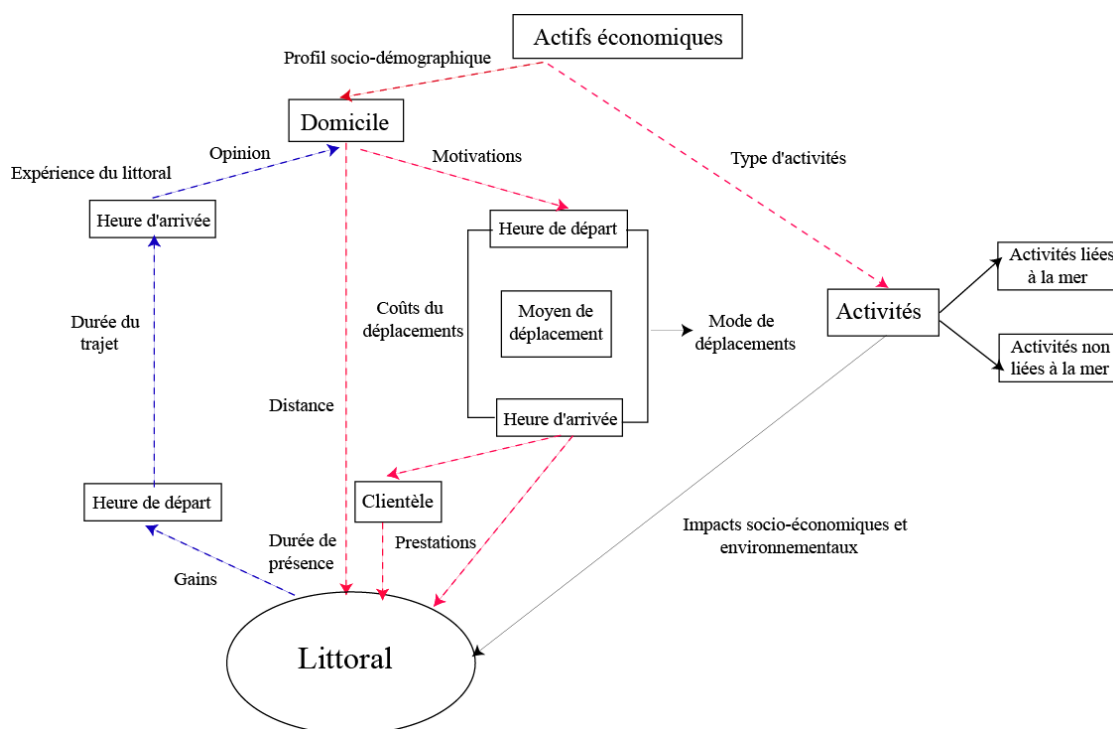 Actifs économiques
Profil socio-démographique
Domicile
Opinion
Motivations
Type d'activités
Expérience du littoral
Heure d'arrivée
Heure de départ
Activités liées
à la mer
Coûts du
déplacements
Moyen de
déplacement
Mode de
déplacements
Activités
Durée du
trajet
Activités non
liées à la mer
Distance
Heure d'arrivée
Heure de départ
Clientèle
Durée de
présence
Prestations
Impacts socio-économiques et
environnementaux
Gains
Littoral